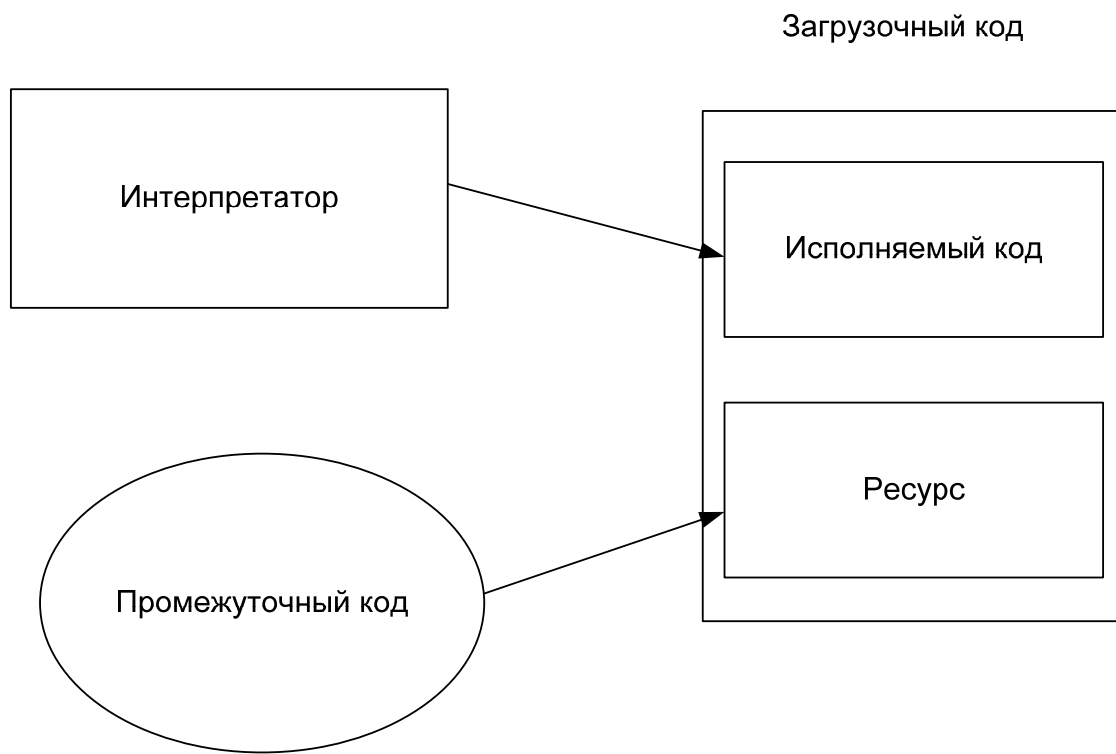 Загрузочный код
Интерпретатор
Исполняемый код
Ресурс
Промежуточный код